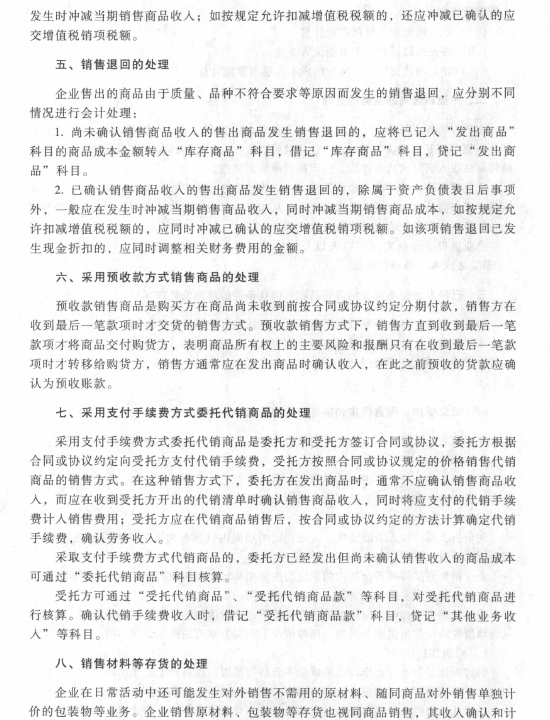 发生时冲减当期销售商品收入；如按规定允许扣减增值税税额的，还应冲减已确认的应
交增值税销项税额。
五、销售退回的处理
企业售出的商品由于质量、品种不符合要求等原因而发生的销售退回，应分别不同
情况进行会计处理：
1. 尚未确认销售商品收入的售出商品发生销售退回的，应将已记入“发出商品”
科目的商品成本金额转入“库存商品”科目，借记“库存商品”科目，贷记“发出商
品”科目。
2. 已确认销售商品收入的售出商品发生销售退回的，除属于资产负债表日后事项
外，一般应在发生时冲减当期销售商品收入，同时冲减当期销售商品成本，如按规定允
许扣减增值税税额的，应同时冲减已确认的应交增值税销项税额。如该项销售退回已发
生现金折扣的，应同时调整相关财务费用的金额。
六、采用预收款方式销售商品的处理
预收款销售商品是购买方在商品尚未收到前按合同或协议约定分期付款，销售方在
收到最后一笔款项时才交货的销售方式。预收款销售方式下，销售方直到收到最后一笔
款项才将商品交付购货方，表明商品所有权上的主要风险和报酬只有在收到最后一笔款
项时才转移给购货方，销售方通常应在发出商品时确认收入，在此之前预收的货款应确
认为预收账款。
七、采用支付手续费方式委托代销商品的处理
采用支付手续费方式委托代销商品是委托方和受托方签订合同或协议，委托方根据
合同或协议约定向受托方支付代销手续费，受托方按照合同或协议规定的价格销售代销
商品的销售方式。在这种销售方式下，委托方在发出商品时，通常不应确认销售商品收
入，而应在收到受托方开出的代销清单时确认销售商品收入，同时将应支付的代销手续
费计入销售费用；受托方应在代销商品销售后，按合同或协议约定的方法计算确定代销
手续费，确认劳务收入。
采取支付手续费方式代销商品的，委托方已经发出但尚未确认销售收入的商品成本
可通过“委托代销商品”科目核算。
受托方可通过“受托代销商品”、“受托代销商品款”等科目，对受托代销商品进
行核算。确认代销手续费收入时，借记“受托代销商品款”科目，贷记“其他业务收
入”等科目。
八、销售材料等存货的处理
企业在日常活动中还可能发生对外销售不需用的原材料、随同商品对外销售单独计
价的包装物等业务。企业销售原材料、包装物等存货也视同商品销售，其收入确认和计